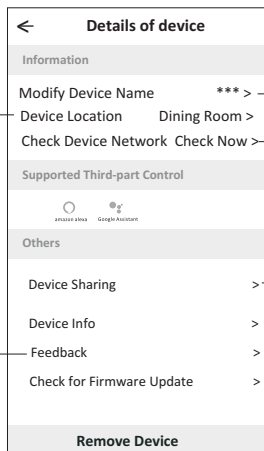 ← Details of device
Information
Modify Device Name *** >
Device Location Dining Room >
Check Device Network Check Now >
Supported Third-part Control
amazon alexa Google Assistant
Others
Device Sharing >
Device Info >
Feedback >
Check for Firmware Update >
Remove Device